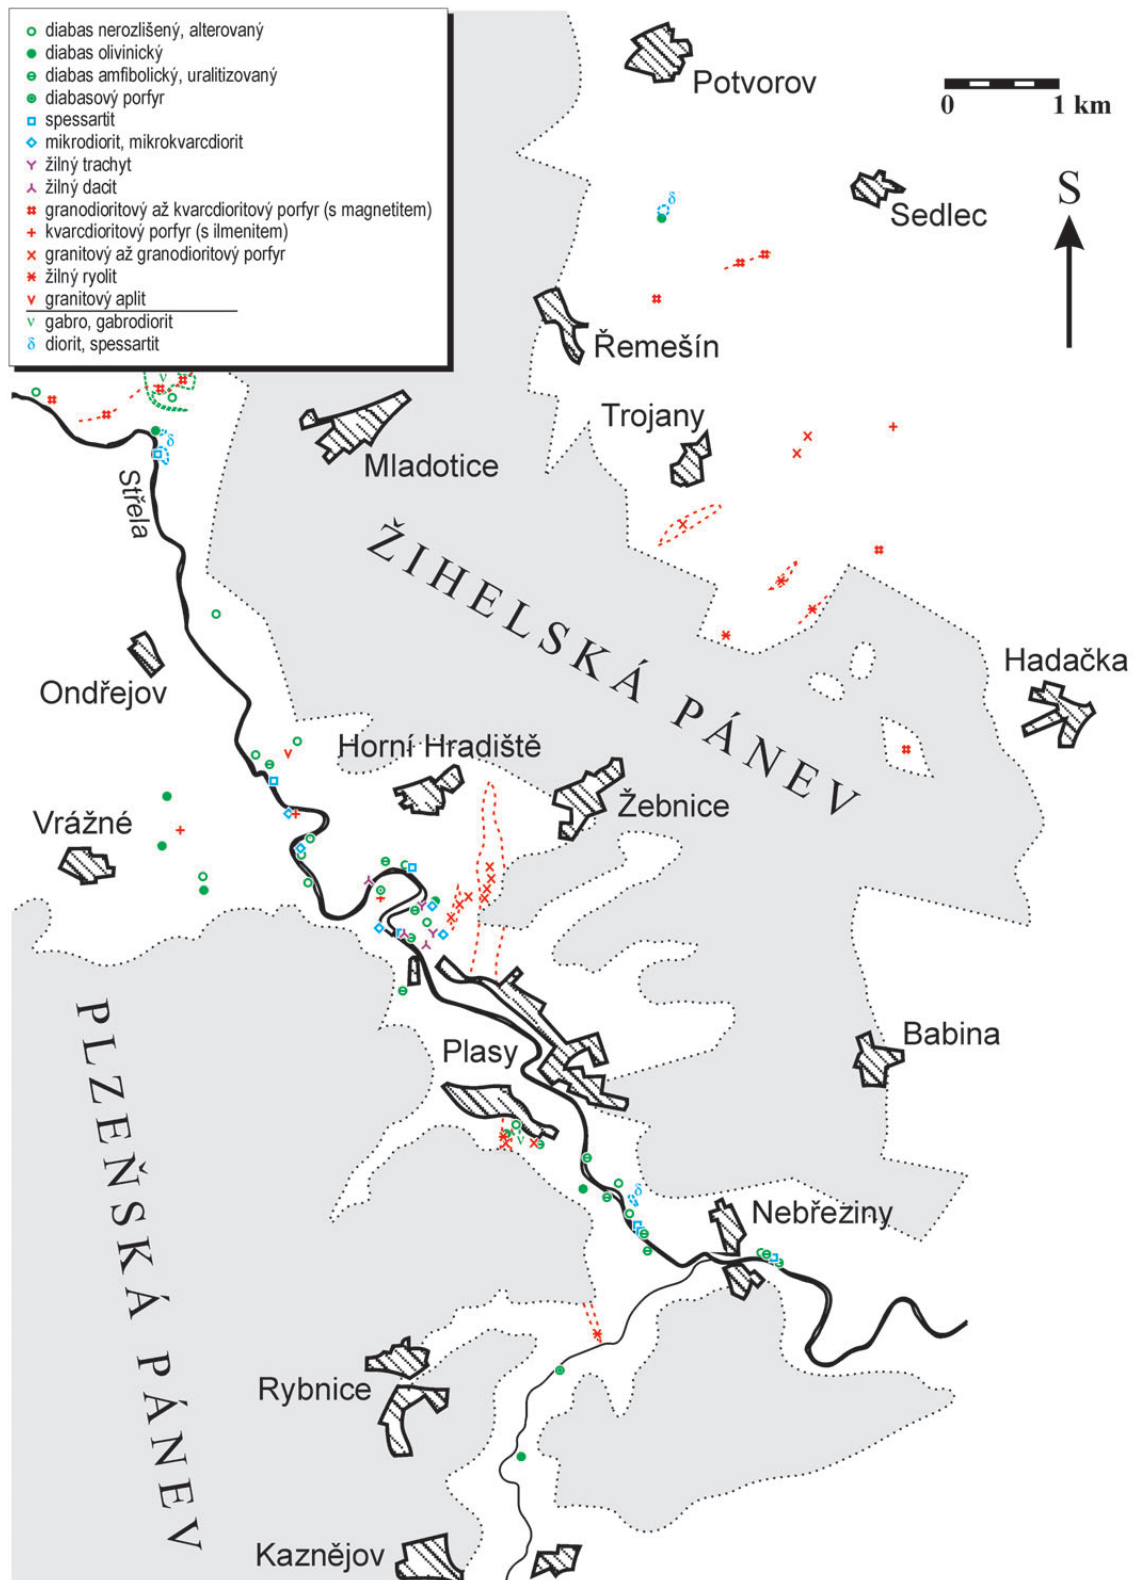 diabas nerozlišený, alterovaný
diabas olivinický
diabas amfibolický, uralitizovaný
diabasový porfyr
spessartit
mikrodiorit, mikrokvarcdiorit
žilný trachyt
žilný dacit
granodioritový až kvarcdioritový porfyr (s magnetitem)
kvarcdioritový porfyr (s ilmenitem)
granitový až granodioritový porfyr
žilný ryolit
granitový aplit
ν gabro, gabrodiorit
δ diorit, spessartit
Potvorov
0 1 km
Sedlec
S
δ
Řemešín
ν
δ
Mladotice
Trojany
Střela
ŽIHELSKÁ PÁNEV
Ondřejov
Hadačka
Horní Hradiště
Žebnice
Vrážné
PLZEŇSKÁ PÁNEV
Plasy
Babina
ν
δ
Nebřeziny
Rybnice
Kaznějov